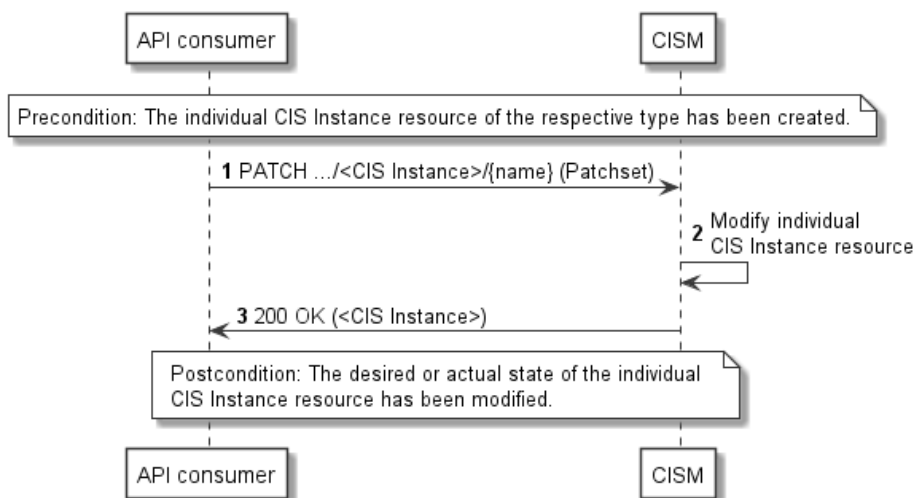 API consumer
CISM
Precondition: The individual CIS Instance resource of the respective type has been created.
1 PATCH .../<CIS Instance>/{name} (Patchset)
2 Modify individual
CIS Instance resource
3 200 OK (<CIS Instance>)
Postcondition: The desired or actual state of the individual
CIS Instance resource has been modified.
API consumer
CISM